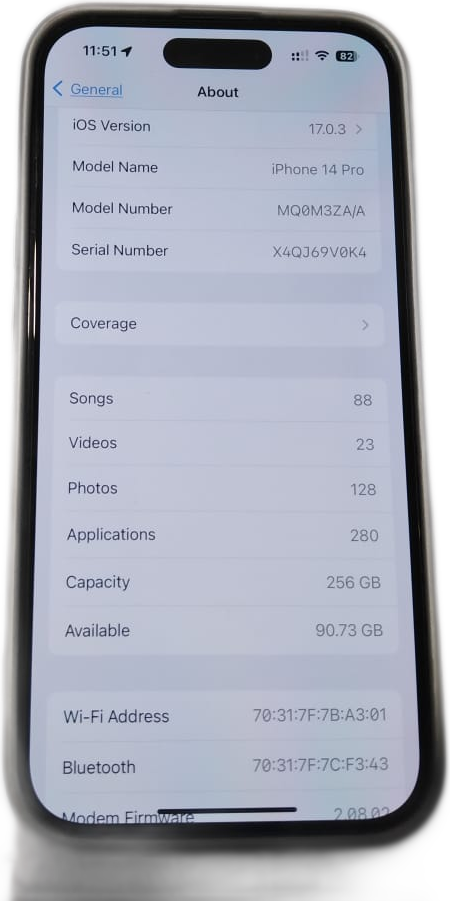 11:51
82
General
About
iOS Version 17.0.3
Model Name iPhone 14 Pro
Model Number MQ0M3ZA/A
Serial Number X4QJ69V0K4
Coverage
Songs 88
Videos 23
Photos 128
Applications 280
Capacity 256 GB
Available 90.73 GB
Wi-Fi Address 70:31:7F:7B:A3:01
Bluetooth 70:31:7F:7C:F3:43
Modem Firmware 2.08.02